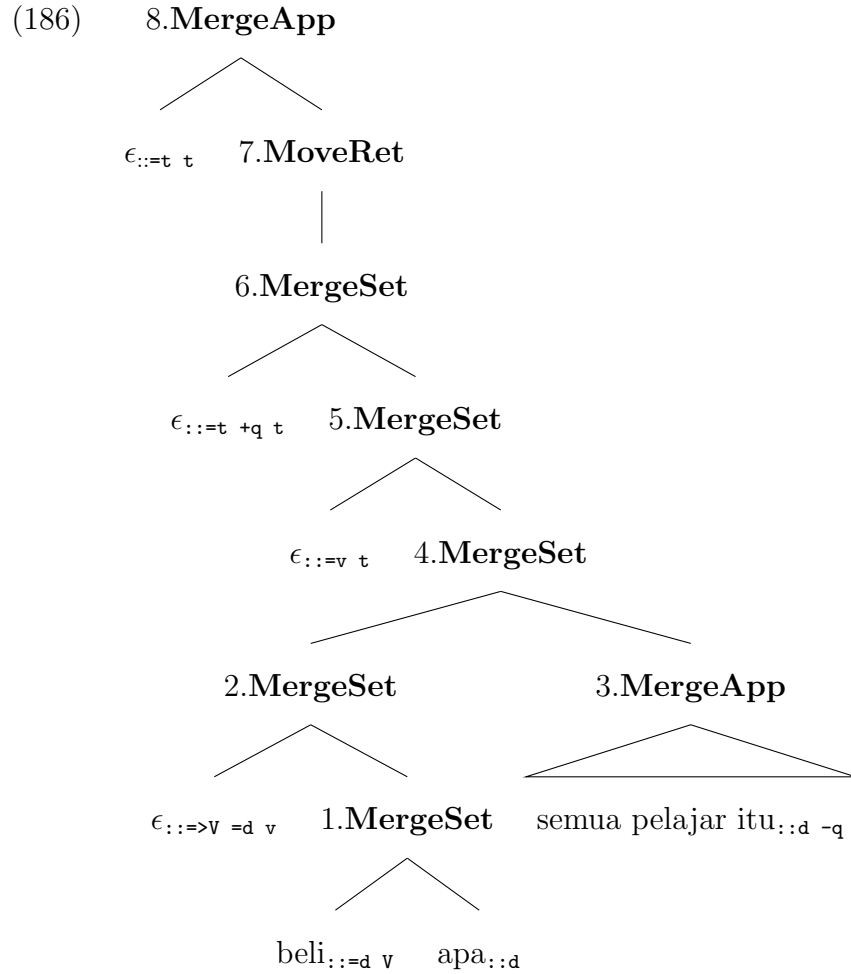 (186) 8.MergeApp
ϵ::=t t 7.MoveRet
6.MergeSet
ϵ::=t +q t 5.MergeSet
ϵ::=v t 4.MergeSet
2.MergeSet 3.MergeApp
ϵ::=>V =d v 1.MergeSet semua pelajar itu::d -q
beli::=d V apa::d